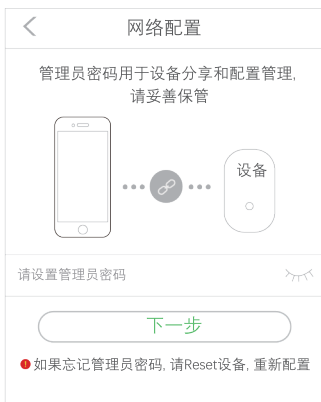 网络配置
管理员密码用于设备分享和配置管理,
请妥善保管
设备
请设置管理员密码
下一步
如果忘记管理员密码, 请Reset设备, 重新配置